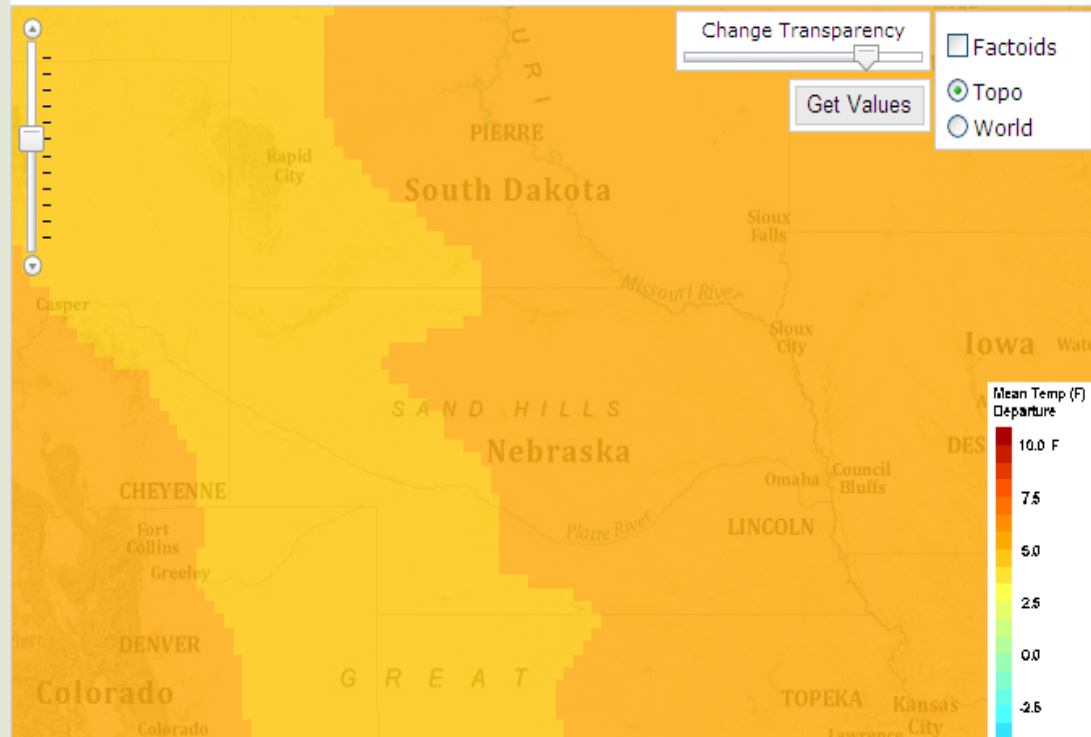 U R I
Change Transparency
Factoids
Get Values
Topo
World
PIERRE
Rapid
City
South Dakota
Sioux
Falls
Missouri River
Casper
Sioux
City
Iowa
SAND HILLS
Nebraska
Mean Temp (F)
Departure
10.0 F
7.5
5.0
2.5
0.0
-2.5
DES
Omaha
Council
Bluffs
CHEYENNE
LINCOLN
Platte River
Fort
Collins
Greeley
DENVER
GREAT
Colorado
TOPEKA
Kansas
City
Colorado
Lawrence